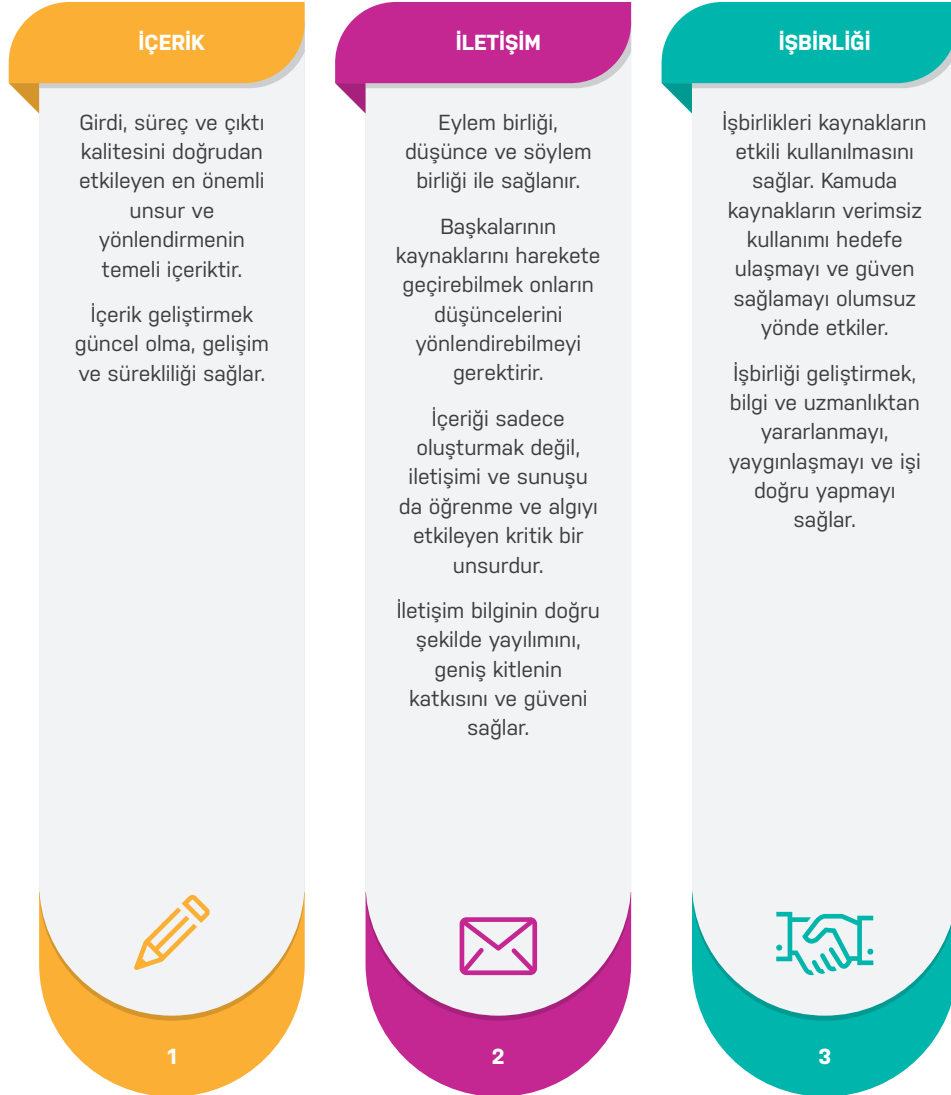 İÇERİK
Girdi, süreç ve çıktı
kalitesini doğrudan
etkileyen en önemli
unsur ve
yönlendirmenin
temeli içeriktir.
İçerik geliştirmek
güncel olma, gelişim
ve sürekliliği sağlar.
1
İLETİŞİM
Eylem birliği,
düşünce ve söylem
birliği ile sağlanır.
Başkalarının
kaynaklarını harekete
geçirebilmek onların
düşüncelerini
yönlendirebilmeyi
gerektirir.
İçeriği sadece
oluşturmak değil,
iletişimi ve sunuşu
da öğrenme ve algıyı
etkileyen kritik bir
unsurdur.
İletişim bilginin doğru
şekilde yayılımını,
geniş kitlenin
katkısını ve güveni
sağlar.
2
İŞBİRLİĞİ
İşbirlikleri kaynakların
etkili kullanılmasını
sağlar. Kamuda
kaynakların verimsiz
kullanımı hedefe
ulaşmayı ve güven
sağlamayı olumsuz
yönde etkiler.
İşbirliği geliştirmek,
bilgi ve uzmanlıktan
yararlanmayı,
yaygınlaşmayı ve işi
doğru yapmayı
sağlar.
3